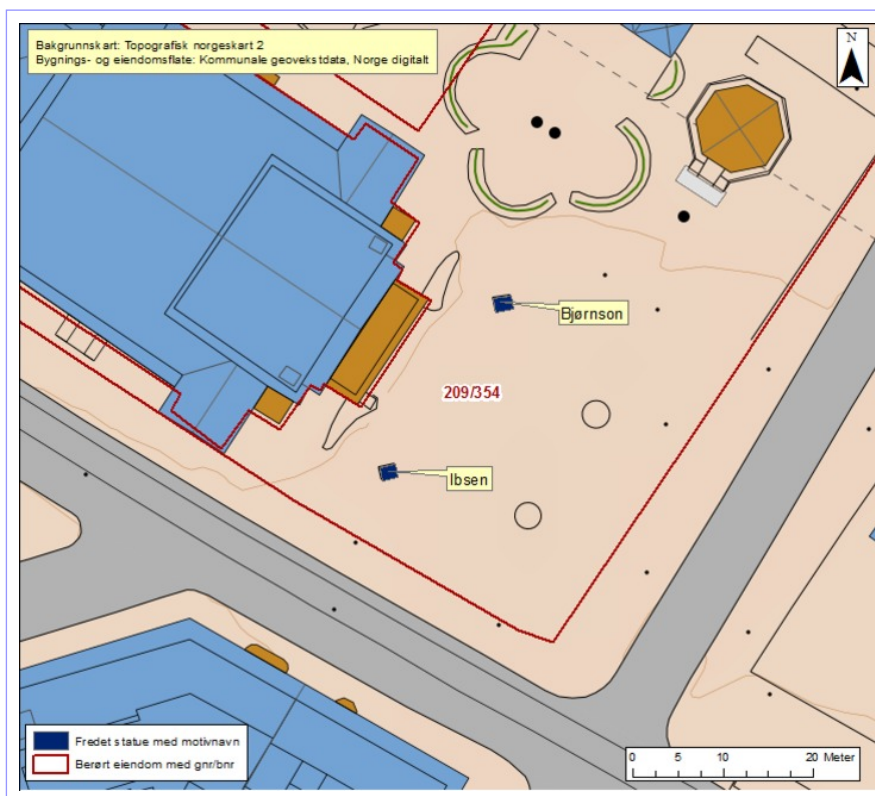 Bakgrunnskart: Topografisk norgeskart 2
Bygnings- og eiendomsflate: Kommunale geovekstdata, Norge digitalt
N
Bjørnson
209/354
Ibsen
Fredet statue med motivnavn
Berørt eiendom med gnr/bnr
0 5 10 20 Meter